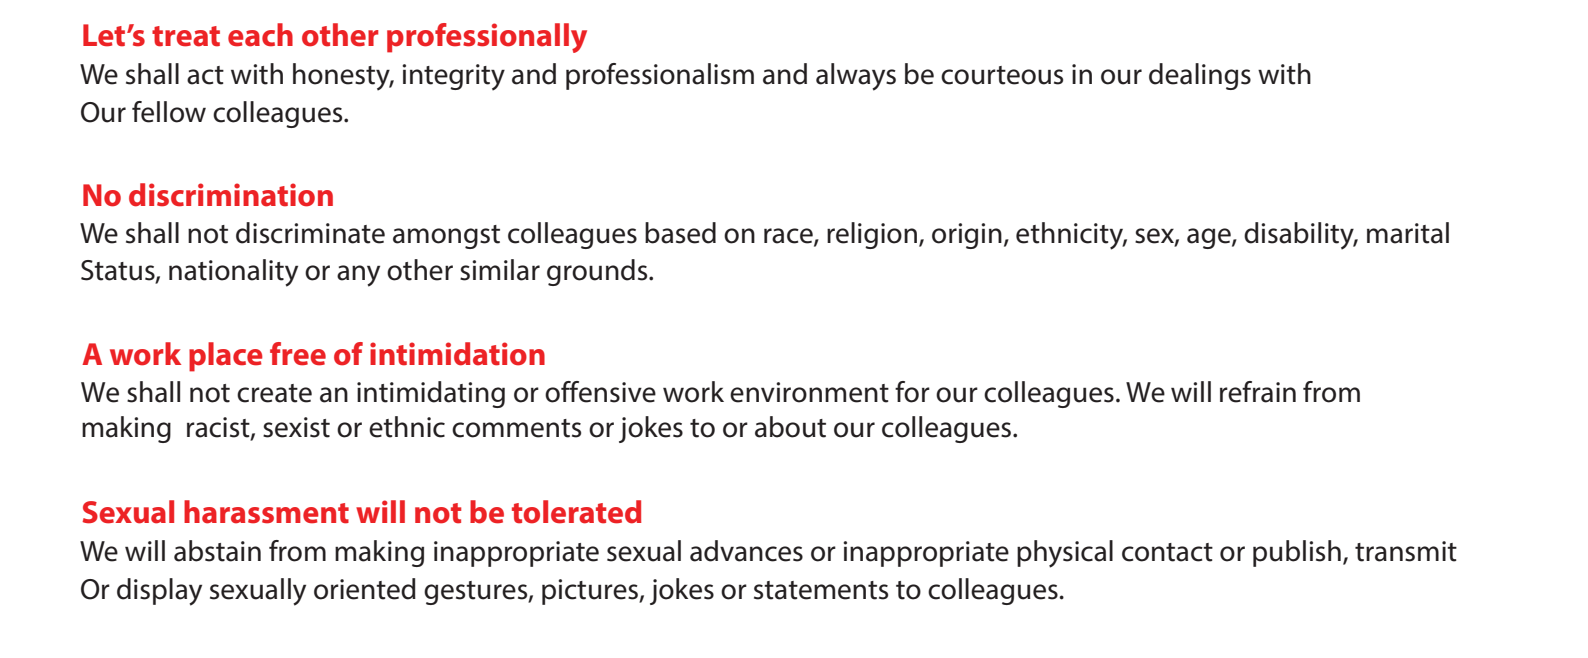 Let’s treat each other professionally
We shall act with honesty, integrity and professionalism and always be courteous in our dealings with
Our fellow colleagues.
No discrimination
We shall not discriminate amongst colleagues based on race, religion, origin, ethnicity, sex, age, disability, marital
Status, nationality or any other similar grounds.
A work place free of intimidation
We shall not create an intimidating or offensive work environment for our colleagues. We will refrain from
making  racist, sexist or ethnic comments or jokes to or about our colleagues.
Sexual harassment will not be tolerated
We will abstain from making inappropriate sexual advances or inappropriate physical contact or publish, transmit
Or display sexually oriented gestures, pictures, jokes or statements to colleagues.